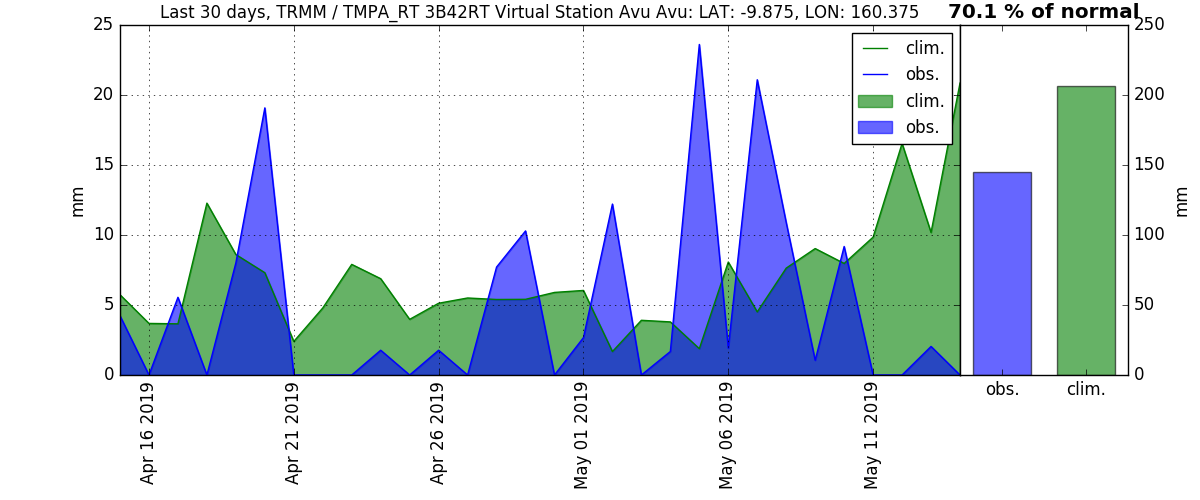 Last 30 days, TRMM / TMPA_RT 3B42RT Virtual Station Avu Avu: LAT: -9.875, LON: 160.375
70.1 % of normal
25
20
15
10
5
0
mm
clim.
obs.
clim.
obs.
250
200
150
100
50
0
mm
obs.
clim.
Apr 16 2019
Apr 21 2019
Apr 26 2019
May 01 2019
May 06 2019
May 11 2019